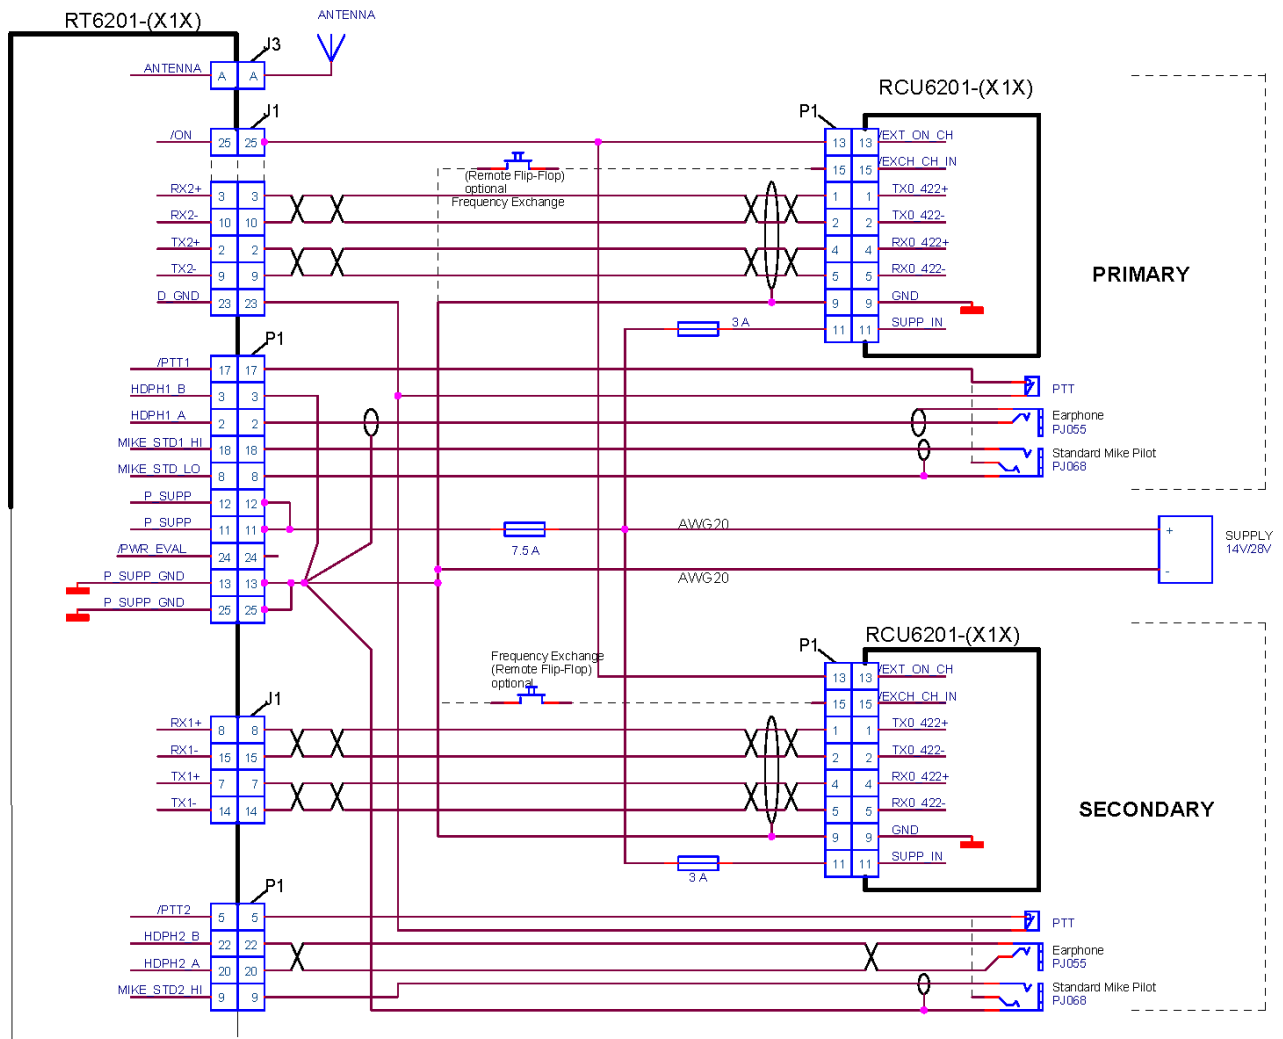 RT6201-(X1X)
ANTENNA
J3
ANTENNA A A
J1
/ON 25 25
RX2+ 3 3
RX2- 10 10
TX2+ 2 2
TX2- 9 9
D_GND 23 23
(Remote Flip-Flop)
optional
Frequency Exchange
RCU6201-(X1X)
P1
13 13 /EXT_ON_CH
15 15 /EXCH_CH_IN
1 1 TX0_422+
2 2 TX0_422-
4 4 RX0_422+
5 5 RX0_422-
9 9 GND
3 A 11 11 SUPP_IN
PRIMARY
P1
/PTT1 17 17
HDPH1_B 3 3
HDPH1_A 2 2
MIKE_STD1_HI 18 18
MIKE_STD_LO 8 8
P_SUPP 12 12
P_SUPP 11 11
/PWR_EVAL 24 24
P_SUPP_GND 13 13
P_SUPP_GND 25 25
PTT
Earphone
PJ055
Standard Mike Pilot
PJ068
7.5 A
AWG20
AWG20
+
-
SUPPLY
14V/28V
Frequency Exchange
(Remote Flip-Flop)
optional
RCU6201-(X1X)
P1
13 13 /EXT_ON_CH
15 15 /EXCH_CH_IN
1 1 TX0_422+
2 2 TX0_422-
4 4 RX0_422+
5 5 RX0_422-
9 9 GND
3 A 11 11 SUPP_IN
SECONDARY
J1
RX1+ 8 8
RX1- 15 15
TX1+ 7 7
TX1- 14 14
P1
/PTT2 5 5
HDPH2_B 22 22
HDPH2_A 20 20
MIKE_STD2_HI 9 9
PTT
Earphone
PJ055
Standard Mike Pilot
PJ068